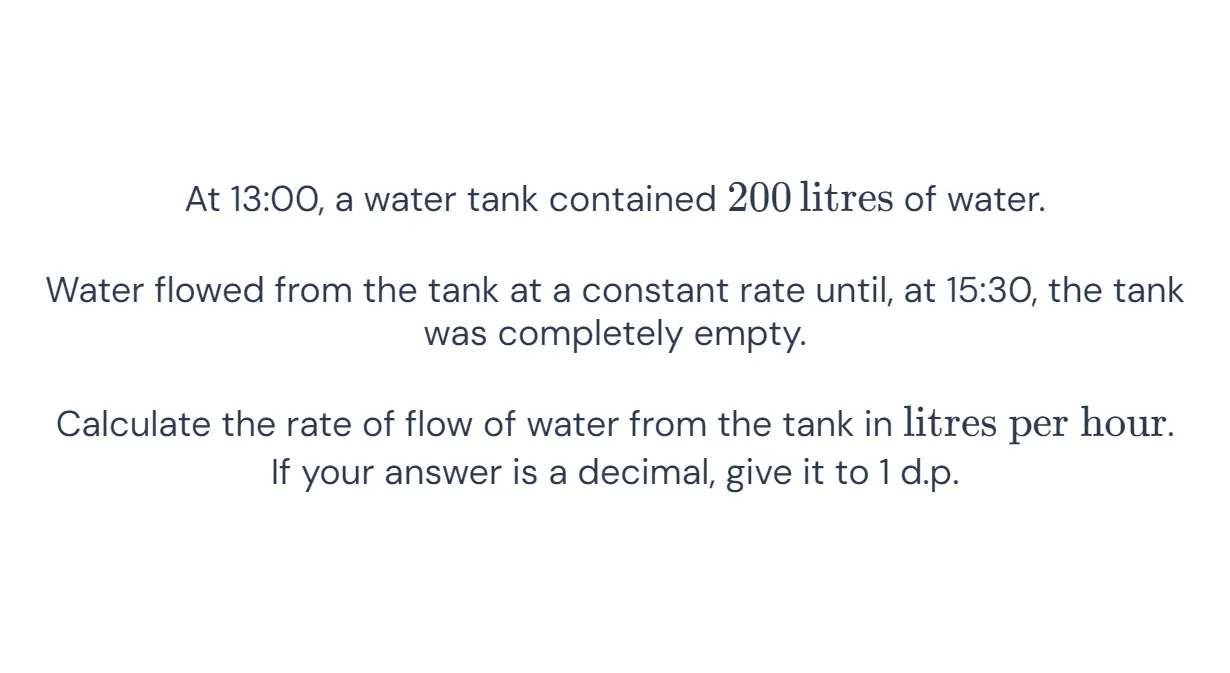 At 13:00, a water tank contained 200 litres of water.
Water flowed from the tank at a constant rate until, at 15:30, the tank
was completely empty.
Calculate the rate of flow of water from the tank in litres per hour.
If your answer is a decimal, give it to 1 d.p.